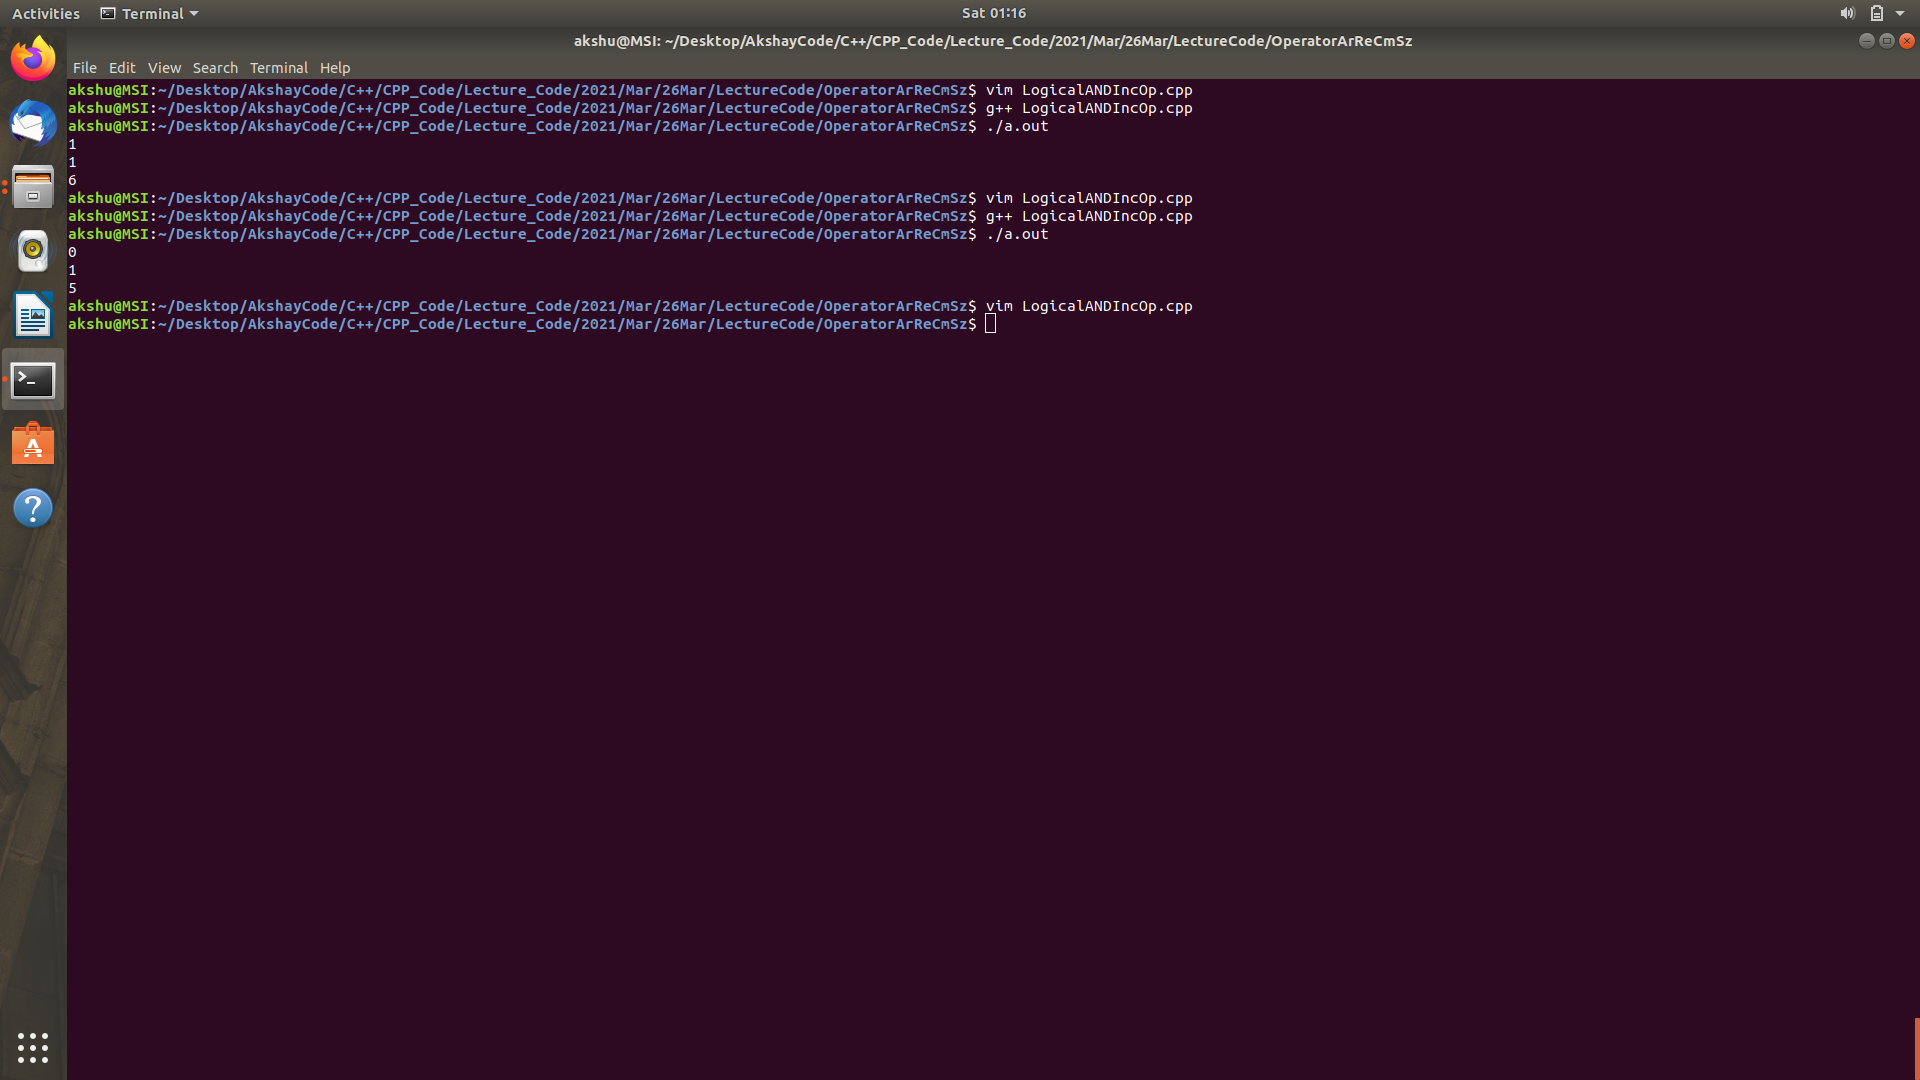 Activities Terminal Sat 01:16
akshu@MSI: ~/Desktop/AkshayCode/C++/CPP_Code/Lecture_Code/2021/Mar/26Mar/LectureCode/OperatorArReCmSz
File Edit View Search Terminal Help
akshu@MSI:~/Desktop/AkshayCode/C++/CPP_Code/Lecture_Code/2021/Mar/26Mar/LectureCode/OperatorArReCmSz$ vim LogicalANDIncOp.cpp
akshu@MSI:~/Desktop/AkshayCode/C++/CPP_Code/Lecture_Code/2021/Mar/26Mar/LectureCode/OperatorArReCmSz$ g++ LogicalANDIncOp.cpp
akshu@MSI:~/Desktop/AkshayCode/C++/CPP_Code/Lecture_Code/2021/Mar/26Mar/LectureCode/OperatorArReCmSz$ ./a.out
1
1
6
akshu@MSI:~/Desktop/AkshayCode/C++/CPP_Code/Lecture_Code/2021/Mar/26Mar/LectureCode/OperatorArReCmSz$ vim LogicalANDIncOp.cpp
akshu@MSI:~/Desktop/AkshayCode/C++/CPP_Code/Lecture_Code/2021/Mar/26Mar/LectureCode/OperatorArReCmSz$ g++ LogicalANDIncOp.cpp
akshu@MSI:~/Desktop/AkshayCode/C++/CPP_Code/Lecture_Code/2021/Mar/26Mar/LectureCode/OperatorArReCmSz$ ./a.out
0
1
5
akshu@MSI:~/Desktop/AkshayCode/C++/CPP_Code/Lecture_Code/2021/Mar/26Mar/LectureCode/OperatorArReCmSz$ vim LogicalANDIncOp.cpp
akshu@MSI:~/Desktop/AkshayCode/C++/CPP_Code/Lecture_Code/2021/Mar/26Mar/LectureCode/OperatorArReCmSz$